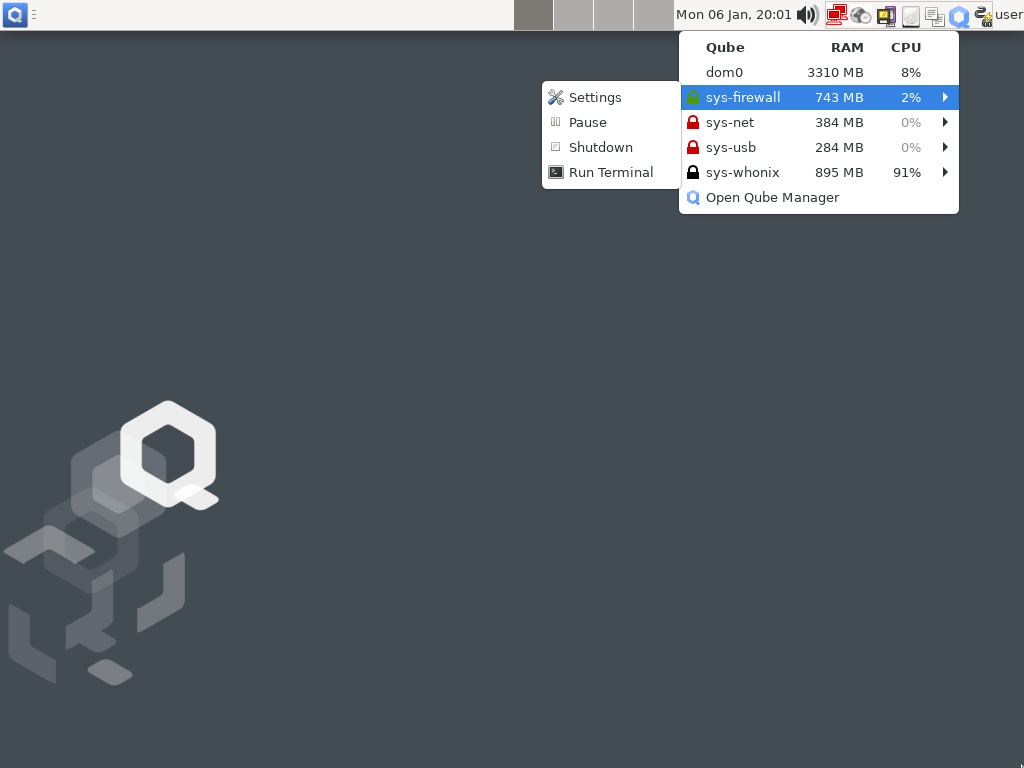 Mon 06 Jan, 20:01 user
Qube RAM CPU
dom0 3310 MB 8%
sys-firewall 743 MB 2%
sys-net 384 MB 0%
sys-usb 284 MB 0%
sys-whonix 895 MB 91%
Open Qube Manager
Settings
Pause
Shutdown
Run Terminal